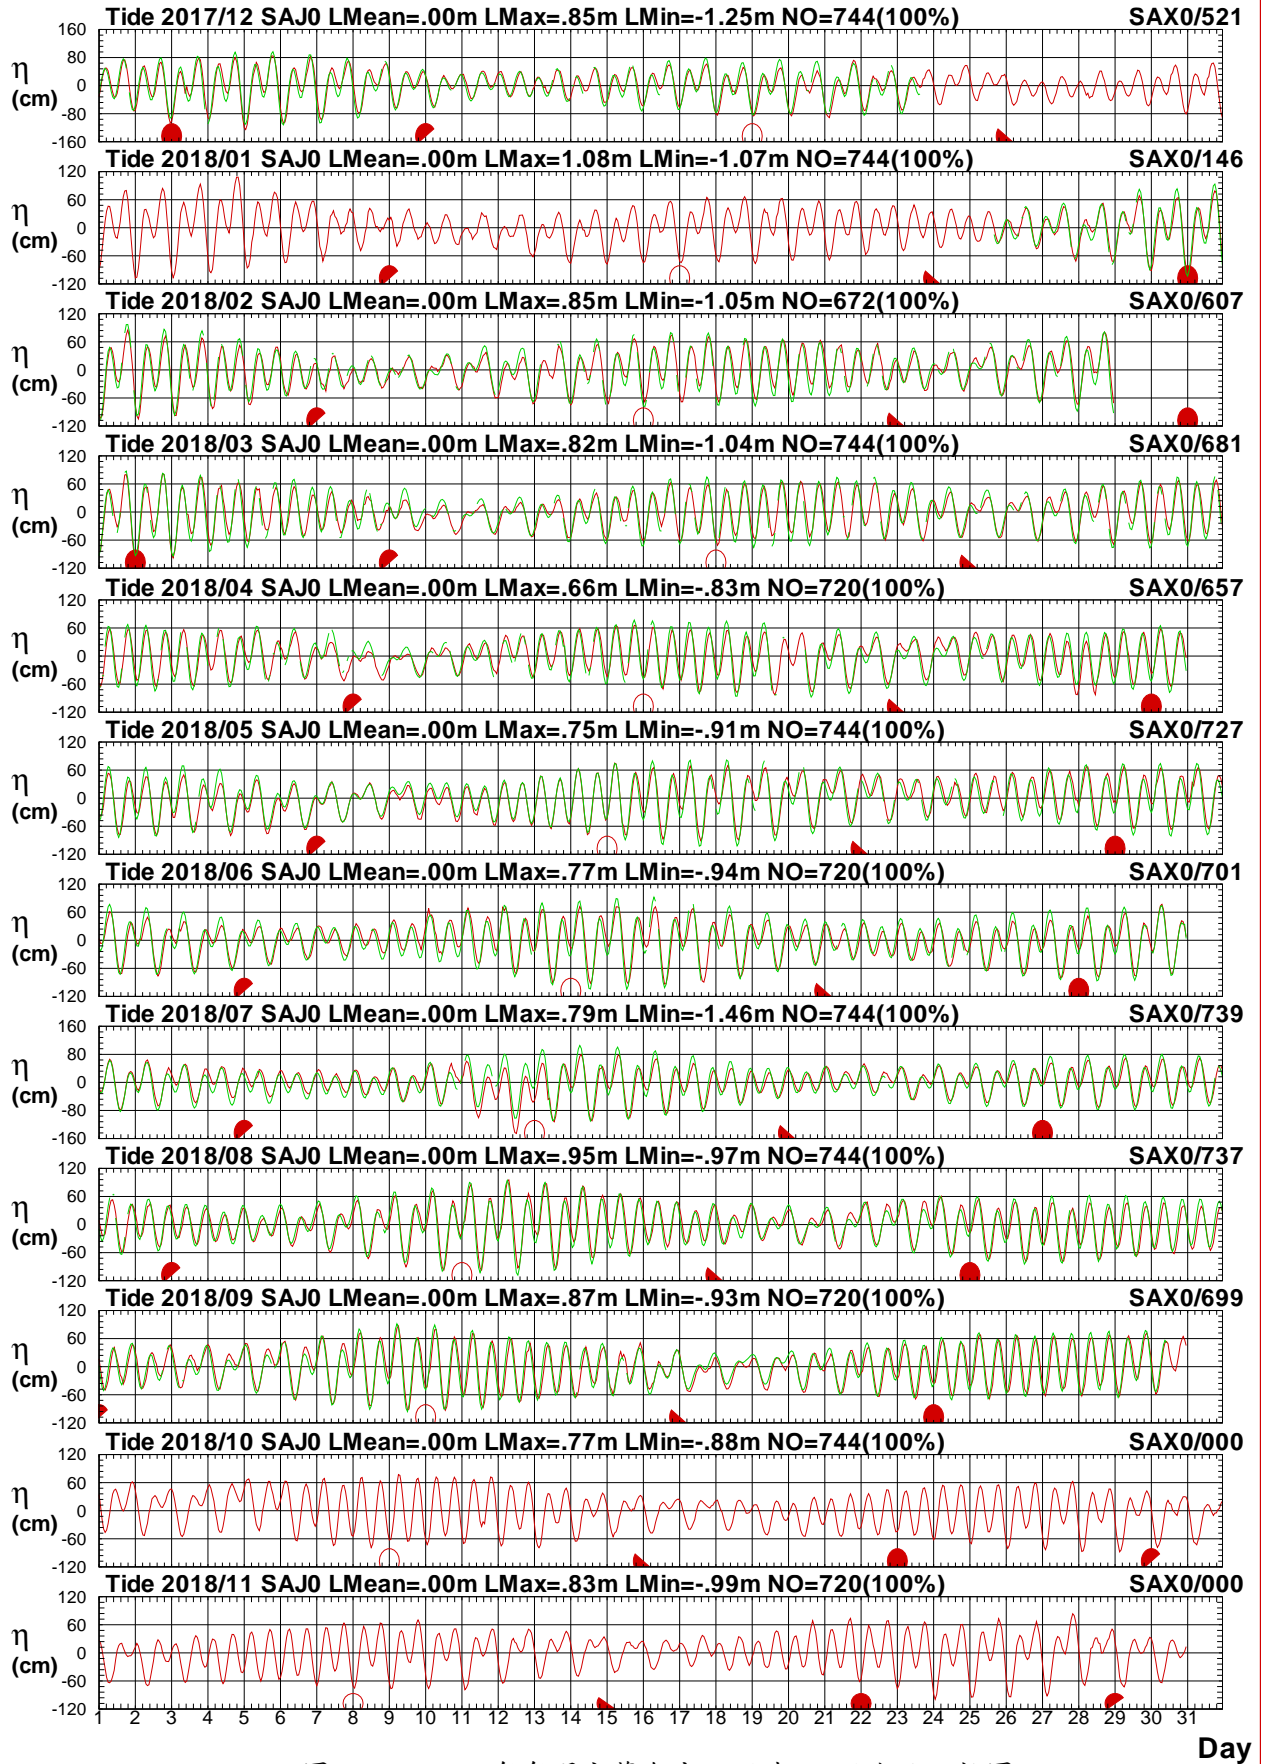 Tide 2017/12 SAJ0 LMean=.00m LMax=.85m LMin=-1.25m NO=744(100%) SAX0/521
160
80
0
-80
-160
η
(cm)
Tide 2018/01 SAJ0 LMean=.00m LMax=1.08m LMin=-1.07m NO=744(100%) SAX0/146
120
60
0
-60
-120
η
(cm)
Tide 2018/02 SAJ0 LMean=.00m LMax=.85m LMin=-1.05m NO=672(100%) SAX0/607
120
60
0
-60
-120
η
(cm)
Tide 2018/03 SAJ0 LMean=.00m LMax=.82m LMin=-1.04m NO=744(100%) SAX0/681
120
60
0
-60
-120
η
(cm)
Tide 2018/04 SAJ0 LMean=.00m LMax=.66m LMin=-.83m NO=720(100%) SAX0/657
120
60
0
-60
-120
η
(cm)
Tide 2018/05 SAJ0 LMean=.00m LMax=.75m LMin=-.91m NO=744(100%) SAX0/727
120
60
0
-60
-120
η
(cm)
Tide 2018/06 SAJ0 LMean=.00m LMax=.77m LMin=-.94m NO=720(100%) SAX0/701
120
60
0
-60
-120
η
(cm)
Tide 2018/07 SAJ0 LMean=.00m LMax=.79m LMin=-1.46m NO=744(100%) SAX0/739
160
80
0
-80
-160
η
(cm)
Tide 2018/08 SAJ0 LMean=.00m LMax=.95m LMin=-.97m NO=744(100%) SAX0/737
120
60
0
-60
-120
η
(cm)
Tide 2018/09 SAJ0 LMean=.00m LMax=.87m LMin=-.93m NO=720(100%) SAX0/699
120
60
0
-60
-120
η
(cm)
Tide 2018/10 SAJ0 LMean=.00m LMax=.77m LMin=-.88m NO=744(100%) SAX0/000
120
60
0
-60
-120
η
(cm)
Tide 2018/11 SAJ0 LMean=.00m LMax=.83m LMin=-.99m NO=720(100%) SAX0/000
120
60
0
-60
-120
η
(cm)
1 2 3 4 5 6 7 8 9 10 11 12 13 14 15 16 17 18 19 20 21 22 23 24 25 26 27 28 29 30 31
Day